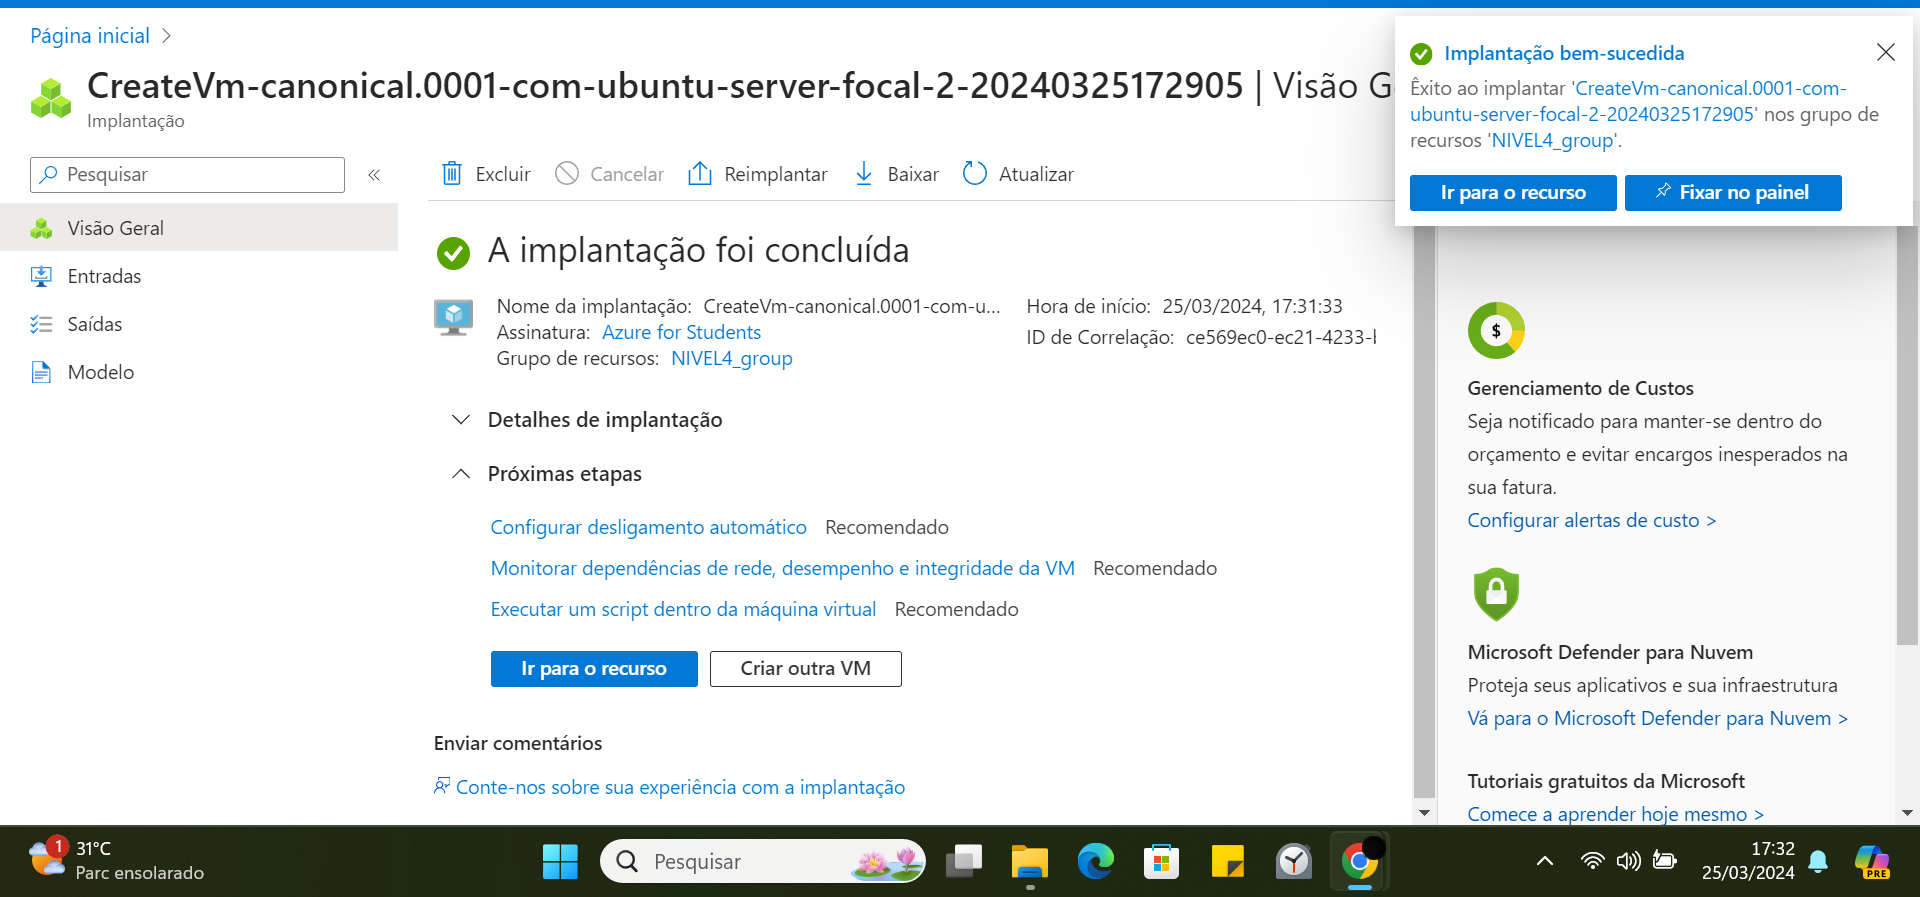 Página inicial
CreateVm-canonical.0001-com-ubuntu-server-focal-2-20240325172905 | Visão G
Implantação
Implantação bem-sucedida
Êxito ao implantar 'CreateVm-canonical.0001-com-
ubuntu-server-focal-2-20240325172905' nos grupo de
recursos 'NIVEL4_group'.
Ir para o recurso
Fixar no painel
Pesquisar
«
Visão Geral
Entradas
Saídas
Modelo
Excluir
Cancelar
Reimplantar
Baixar
Atualizar
A implantação foi concluída
Nome da implantação: CreateVm-canonical.0001-com-u...
Assinatura: Azure for Students
Grupo de recursos: NIVEL4_group
Hora de início: 25/03/2024, 17:31:33
ID de Correlação: ce569ec0-ec21-4233-
Detalhes de implantação
Próximas etapas
Configurar desligamento automático Recomendado
Monitorar dependências de rede, desempenho e integridade da VM Recomendado
Executar um script dentro da máquina virtual Recomendado
Ir para o recurso
Criar outra VM
Enviar comentários
Conte-nos sobre sua experiência com a implantação
$
Gerenciamento de Custos
Seja notificado para manter-se dentro do
orçamento e evitar encargos inesperados na
sua fatura.
Configurar alertas de custo >
Microsoft Defender para Nuvem
Proteja seus aplicativos e sua infraestrutura
Vá para o Microsoft Defender para Nuvem >
Tutoriais gratuitos da Microsoft
Comece a aprender hoje mesmo >
1
31°C
Parc ensolarado
Pesquisar
17:32
25/03/2024
PRE